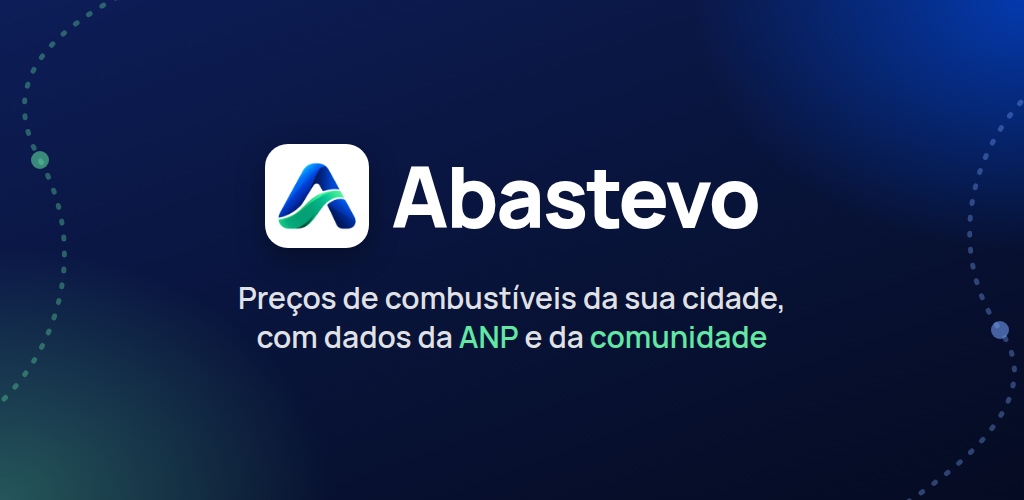 Abastevo
Preços de combustíveis da sua cidade,
com dados da ANP e da comunidade